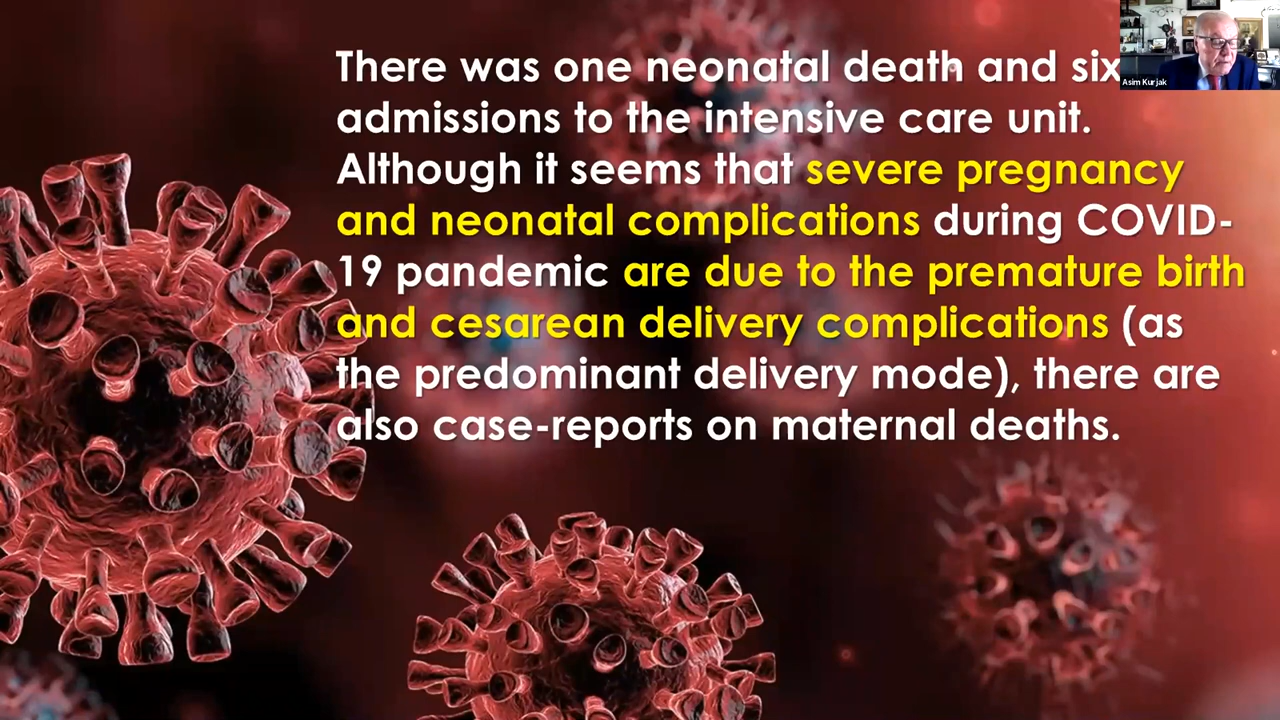 There was one neonatal death and six
admissions to the intensive care unit.
Although it seems that severe pregnancy
and neonatal complications during COVID-
19 pandemic are due to the premature birth
and cesarean delivery complications (as
the predominant delivery mode), there are
also case-reports on maternal deaths.
Asim Kurjak